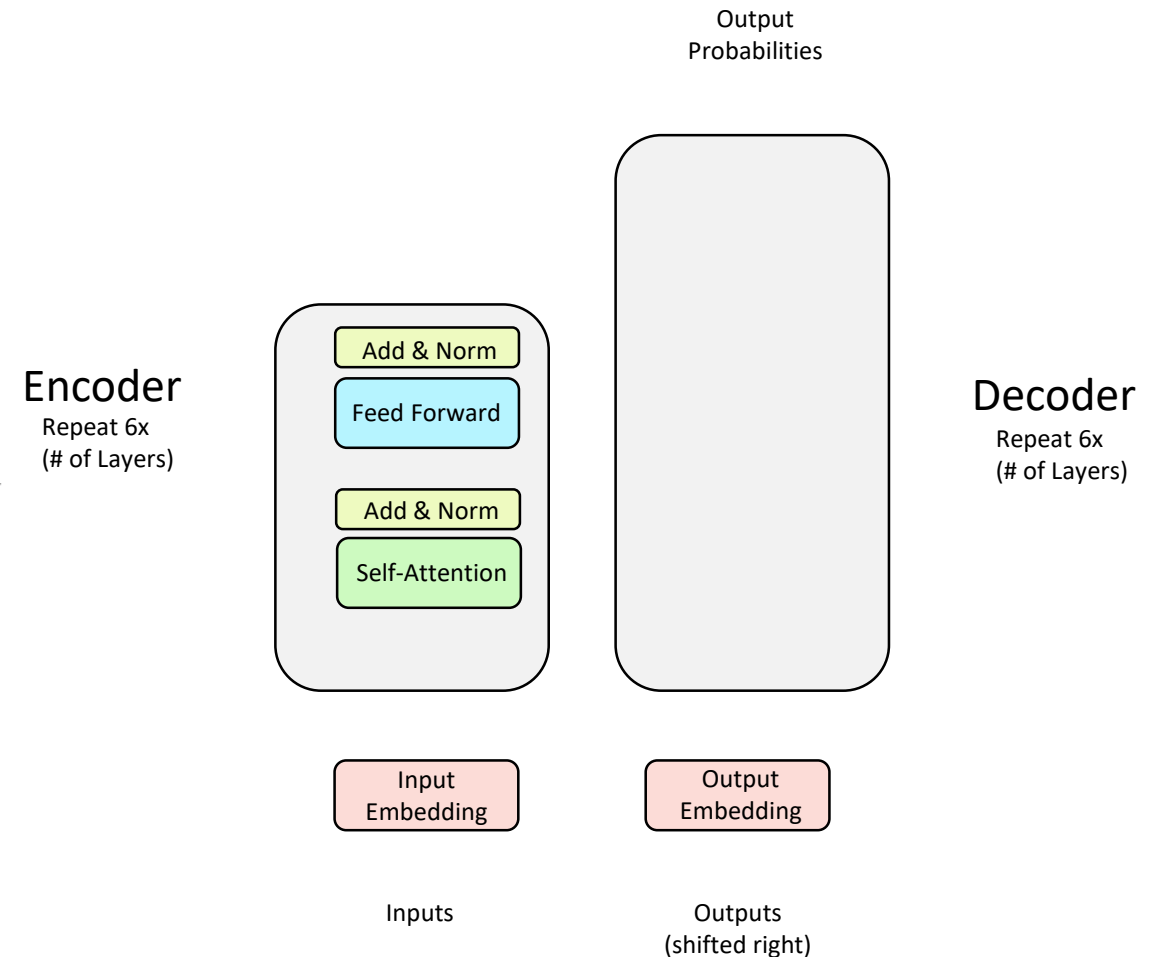 Output
Probabilities
Add & Norm
Feed Forward
Add & Norm
Self-Attention
Encoder
Repeat 6x
(# of Layers)
Decoder
Repeat 6x
(# of Layers)
Input
Embedding
Output
Embedding
Inputs
Outputs
(shifted right)